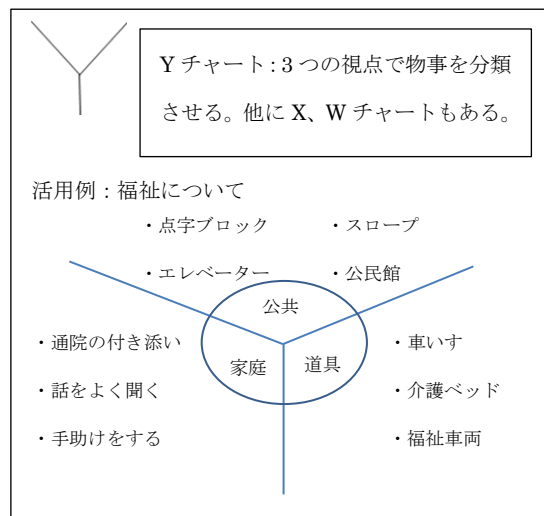 Yチャート：3つの視点で物事を分類
させる。他にX、Wチャートもある。
活用例：福祉について
・点字ブロック ・スロープ
・エレベーター ・公民館
公共
家庭 道具
・通院の付き添い ・車いす
・話をよく聞く ・介護ベッド
・手助けをする ・福祉車両